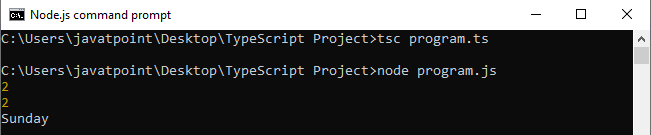 Node.js command prompt
C:\Users\javatpoint\Desktop\TypeScript Project>tsc program.ts
C:\Users\javatpoint\Desktop\TypeScript Project>node program.js
2
2
Sunday